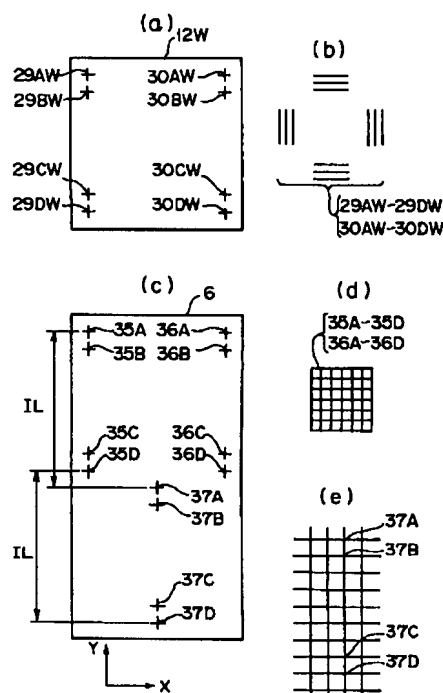 (a)
12W
29AW
30AW
29BW
30BW
29CW
30CW
29DW
30DW
(b)
29AW-29DW
30AW-30DW
(c)
6
35A
36A
35B
36B
IL
35C
36C
35D
36D
37A
37B
IL
37C
37D
Y
X
(d)
35A-35D
36A-36D
(e)
37A
37B
37C
37D